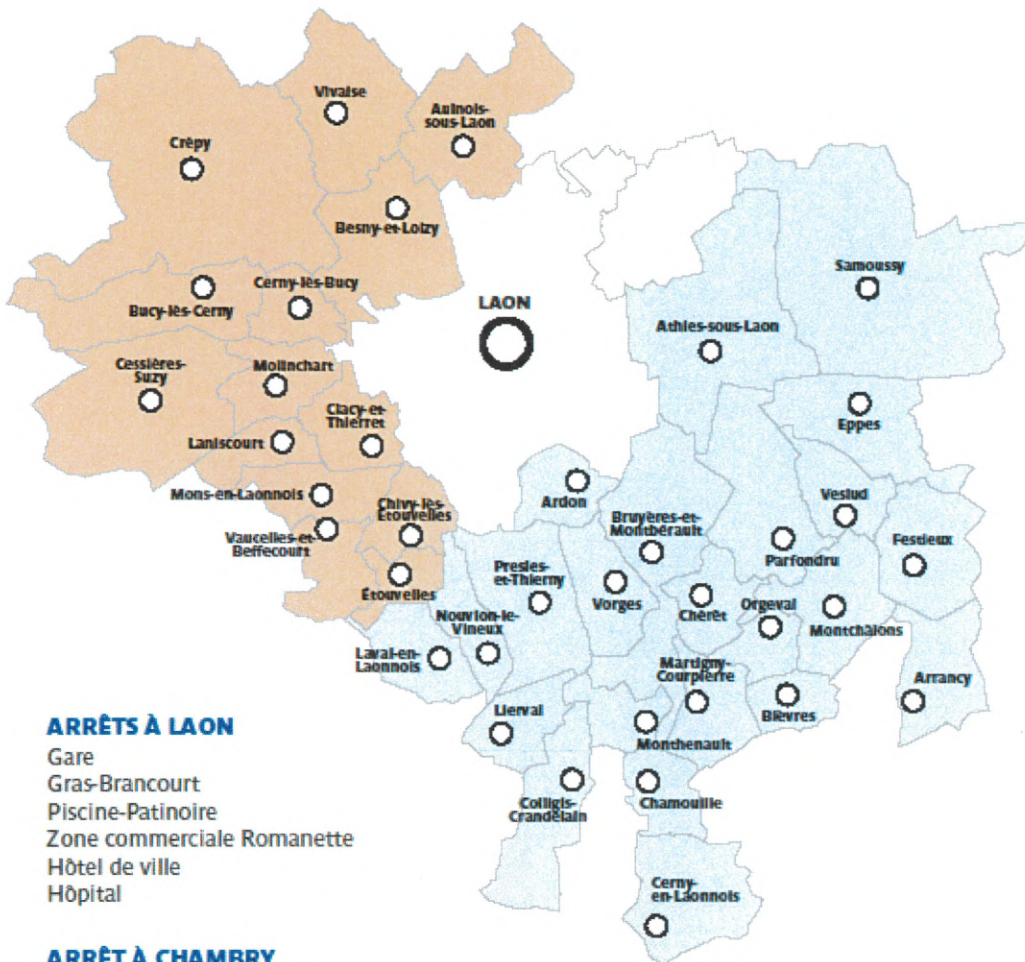 Vivaise
Aulnois-
sous-Laon
Crépy
Besny-et-Loizy
Samoussy
Cerny-lès-Bucy
Bucy-lès-Cerny
LAON
Athies-sous-Laon
Cessières-
Suzy
Molinchart
Clacy-et-
Thierret
Eppes
Laniscourt
Mons-en-Laonnois
Ardon
Veslud
Chivy-lès-
Étouvelles
Bruyères-et-
Montbérault
Vaucelles-et-
Beffecourt
Festieux
Parfondru
Presles-
et-Thierny
Étouvelles
Vorges
Chérêt
Orgeval
Nouvion-le-
Vineux
Montchâlons
Laval-en-
Laonnois
Martigny-
Courpierre
Arrancy
Lierval
Bièvres
Monthenault
Colligis-
Crandelain
Chamouille
Cerny-
en-Laonnois
ARRÊTS À LAON
Gare
Gras-Brancourt
Piscine-Patinoire
Zone commerciale Romanette
Hôtel de ville
Hôpital
ARRÊT À CHAMBRY